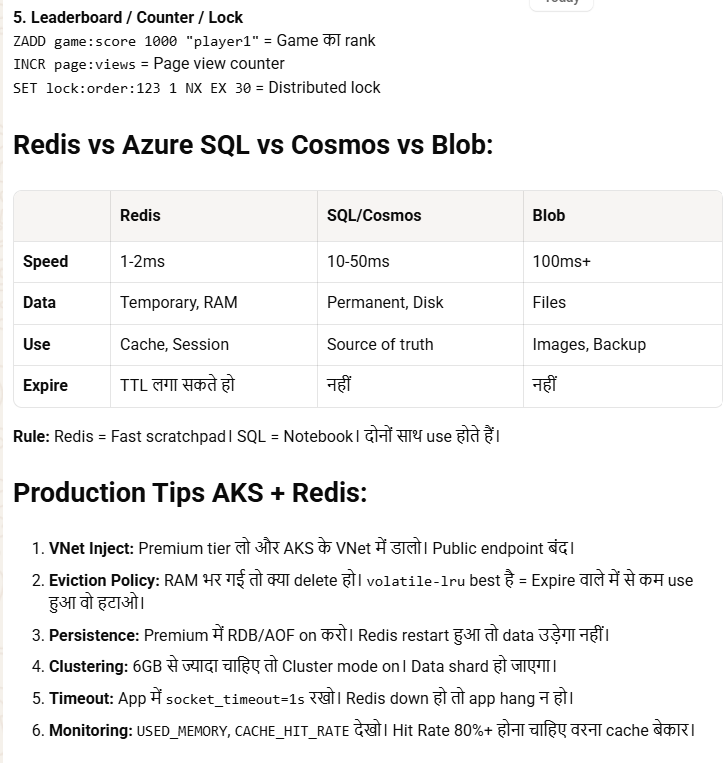 5. Leaderboard / Counter / Lock
ZADD game:score 1000 "player1" = Game का rank
INCR page:views = Page view counter
SET lock:order:123 1 NX EX 30 = Distributed lock
Redis vs Azure SQL vs Cosmos vs Blob:
Redis SQL/Cosmos Blob
Speed 1-2ms 10-50ms 100ms+
Data Temporary, RAM Permanent, Disk Files
Use Cache, Session Source of truth Images, Backup
Expire TTL लगा सकते हो नहीं नहीं
Rule: Redis = Fast scratchpad। SQL = Notebook। दोनों साथ use होते हैं।
Production Tips AKS + Redis:
1. VNet Inject: Premium tier लो और AKS के VNet में डालो। Public endpoint बंद।
2. Eviction Policy: RAM भर गई तो क्या delete हो। volatile-lru best है = Expire वाले में से कम use
हुआ वो हटाओ।
3. Persistence: Premium में RDB/AOF on करो। Redis restart हुआ तो data उड़ेगा नहीं।
4. Clustering: 6GB से ज्यादा चाहिए तो Cluster mode on। Data shard हो जाएगा।
5. Timeout: App में socket_timeout=1s रखो। Redis down हो तो app hang न हो।
6. Monitoring: USED_MEMORY, CACHE_HIT_RATE देखो। Hit Rate 80%+ होना चाहिए वरना cache बेकार।